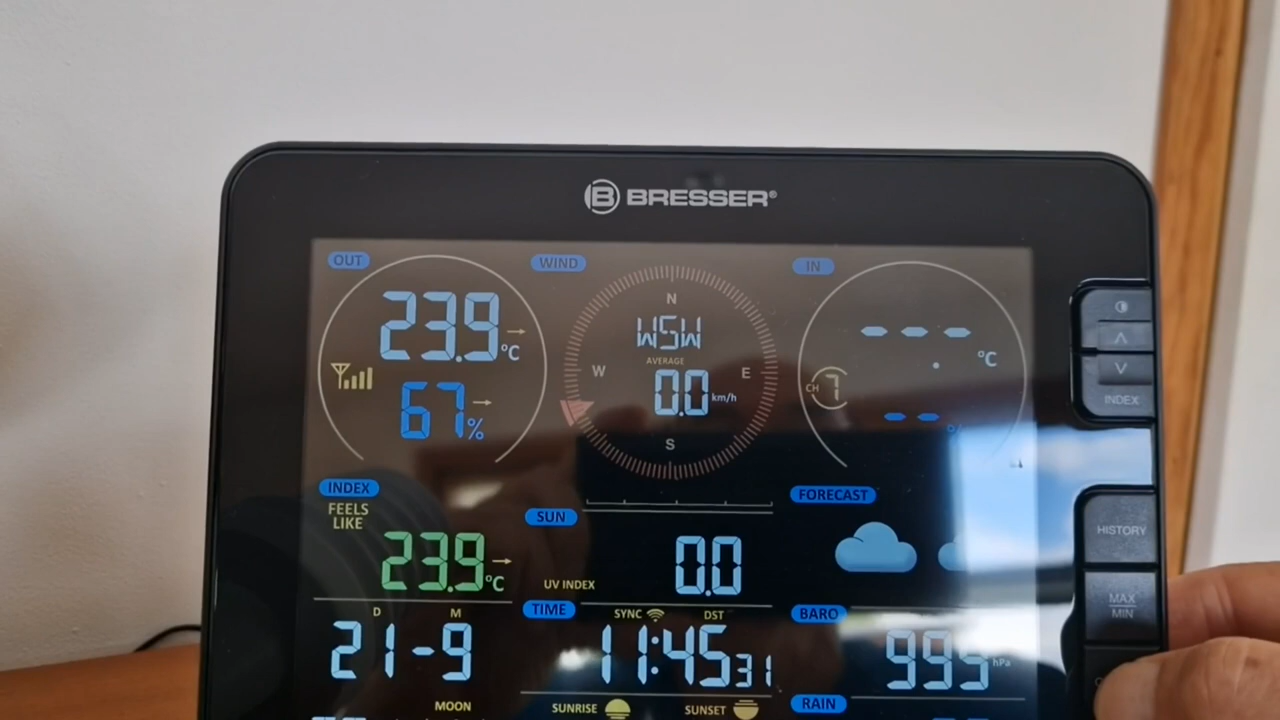 BRESSER®
OUT
23.9 °C
67 %
WIND
N
WSW
AVERAGE
W
E
0.0 km/h
S
IN
--.- °C
CH 7
-- %
INDEX
FEELS
LIKE
23.9 °C
SUN
UV INDEX
0.0
FORECAST
D M
21-9
TIME
SYNC DST
11:45 31
BARO
995 hPa
MOON
SUNRISE
SUNSET
RAIN
INDEX
HISTORY
MAX
MIN